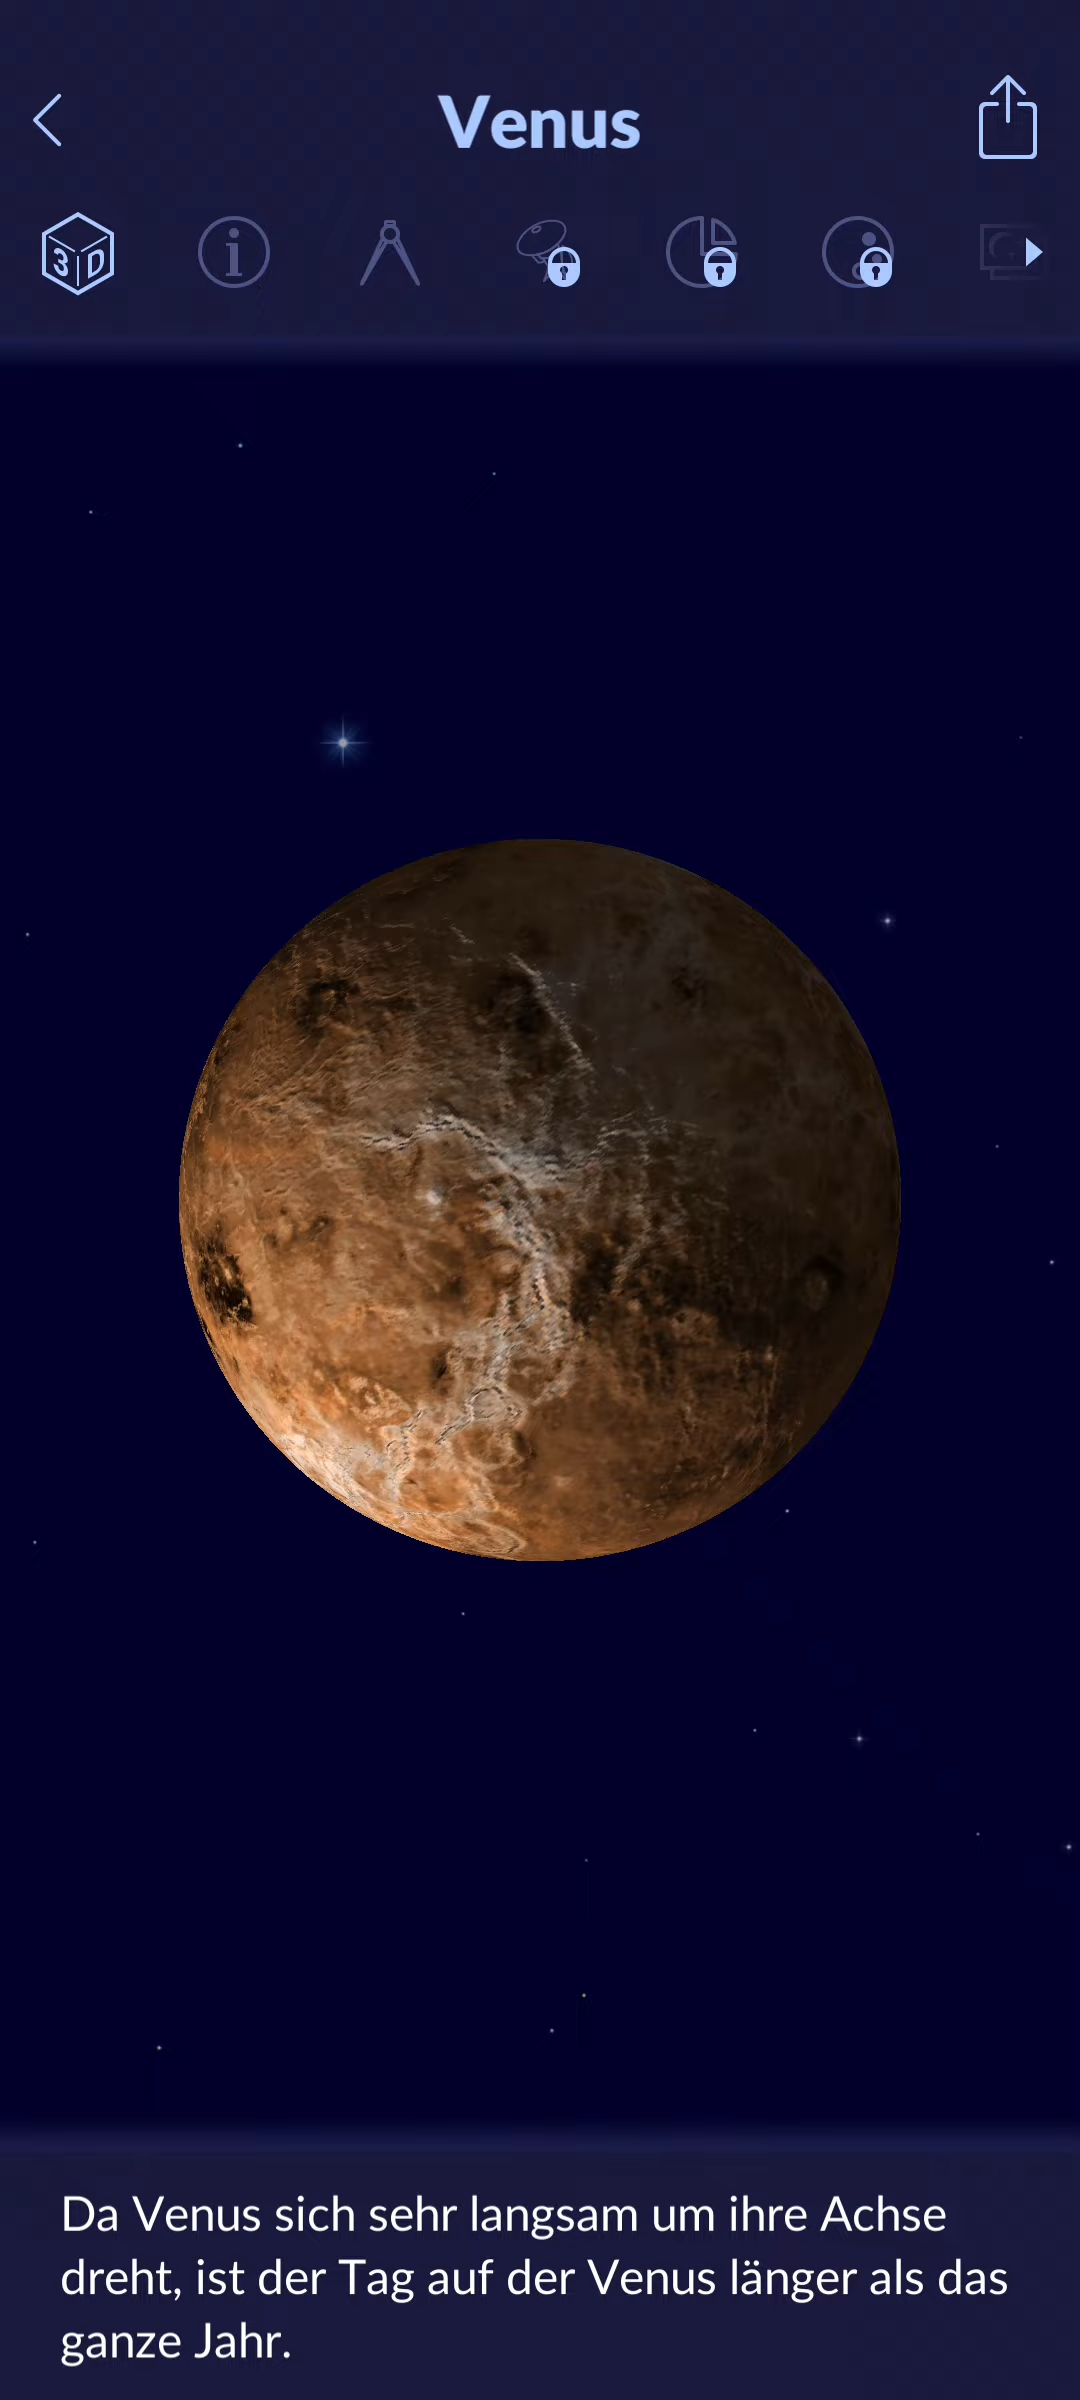 Venus
3D
i
Da Venus sich sehr langsam um ihre Achse
dreht, ist der Tag auf der Venus länger als das
ganze Jahr.